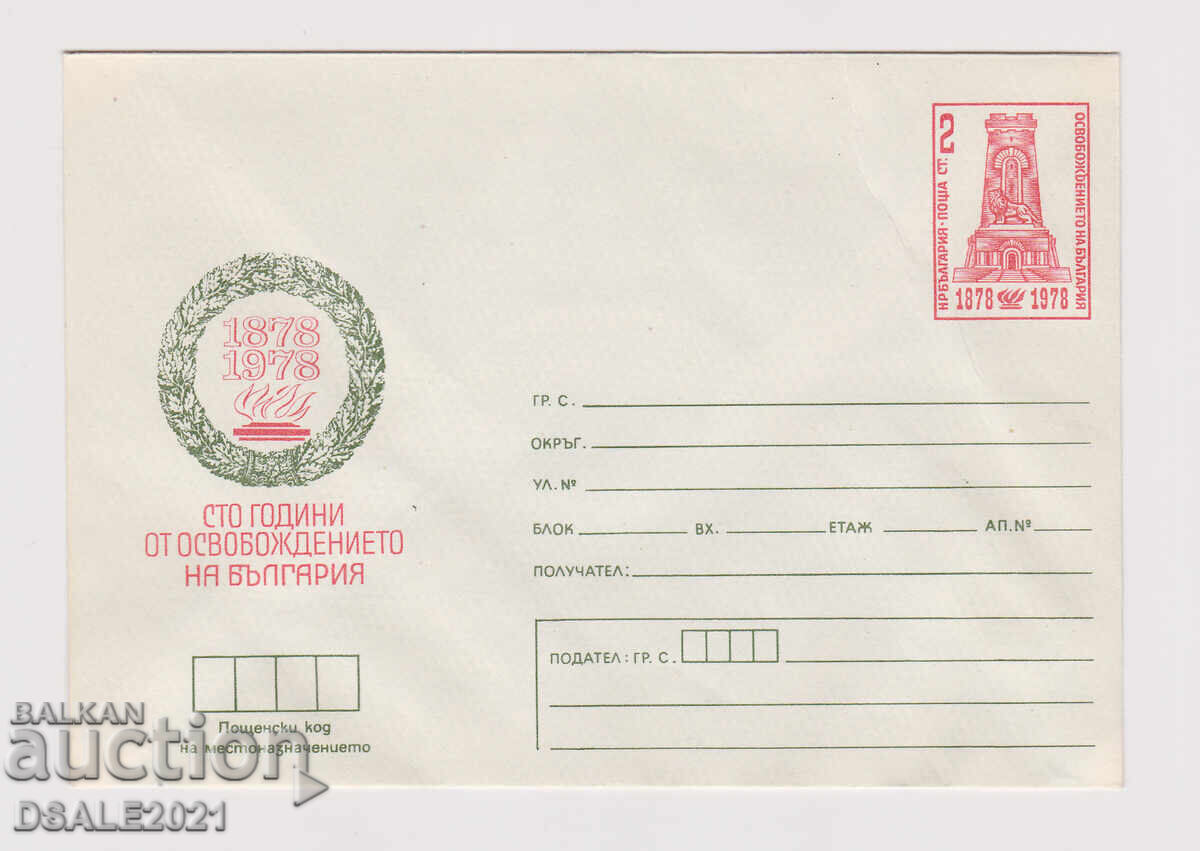 2
НРБЪЛГАРИЯ · ПОЩА СТ.
ОСВОБОЖДЕНИЕТО НА БЪЛГАРИЯ
1878 1978
1878
1978
СТО ГОДИНИ
ОТ ОСВОБОЖДЕНИЕТО
НА БЪЛГАРИЯ
ГР. С.
ОКРЪГ.
УЛ. №
БЛОК ВХ. ЕТАЖ АП. №
ПОЛУЧАТЕЛ:
ПОДАТЕЛ: ГР. С.
Пощенски код
на местоназначението
BALKAN
auction
DSALE2021